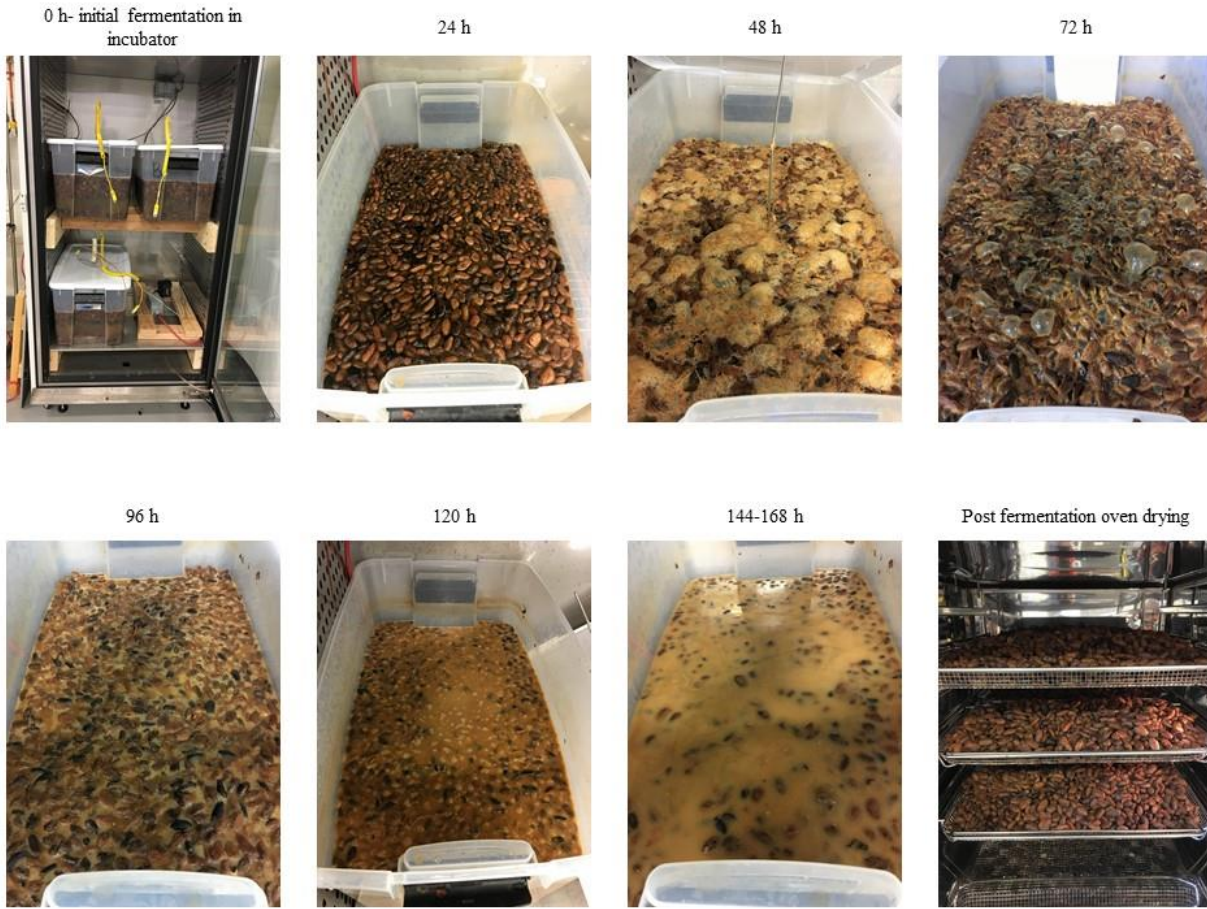 0 h- initial fermentation in
incubator
24 h
48 h
72 h
96 h
120 h
144-168 h
Post fermentation oven drying